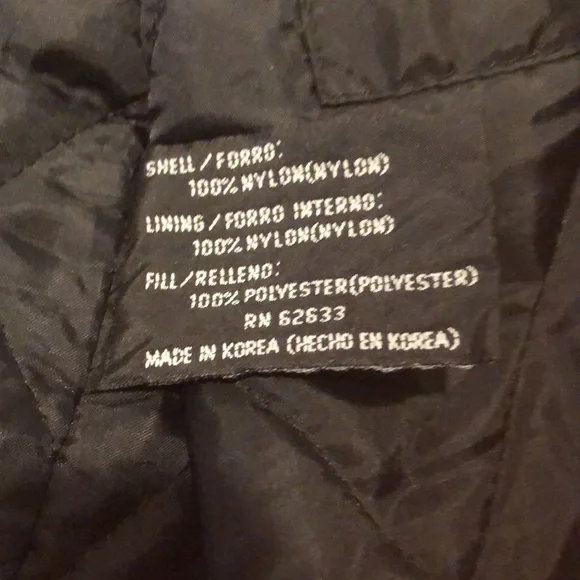 SHELL/FORRO:
100% NYLON(NYLON)
LINING/FORRO INTERNO:
100% NYLON(NYLON)
FILL/RELLENO:
100% POLYESTER(POLYESTER)
RN 62633
MADE IN KOREA (HECHO EN KOREA)